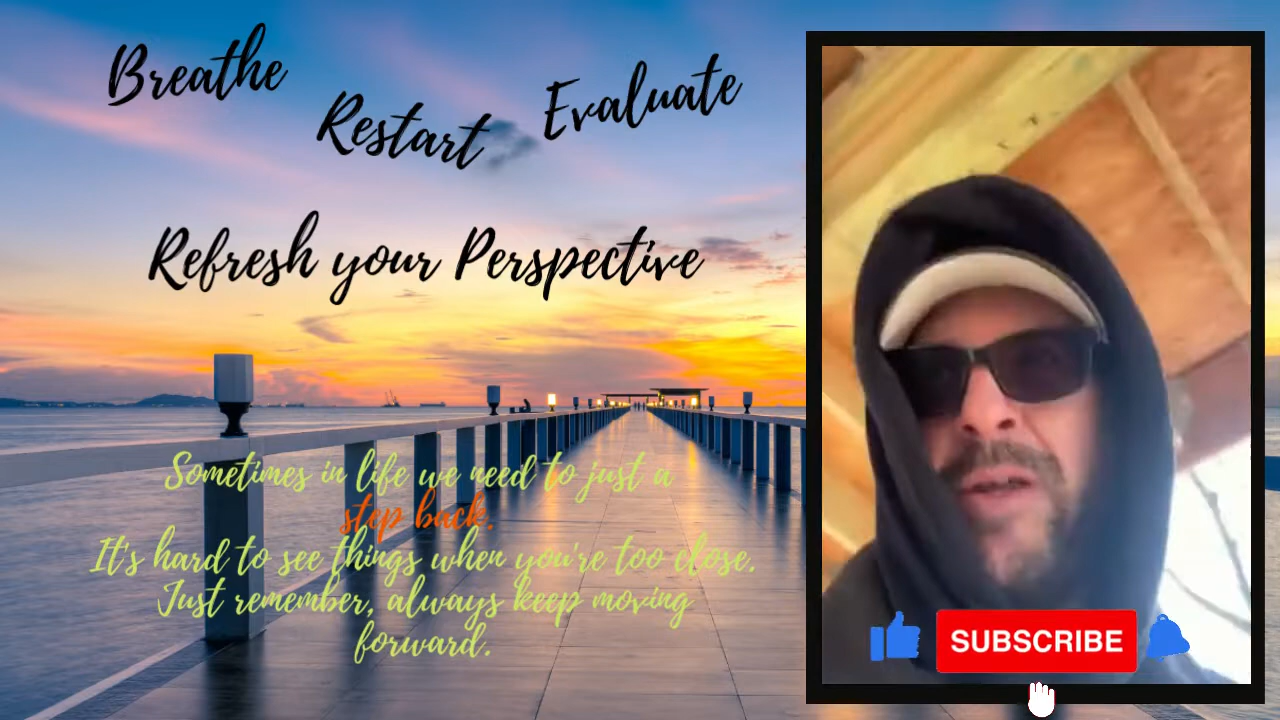 Breathe
Restart
Evaluate
Refresh your Perspective
Sometimes in life we need to just a
step back.
It's hard to see things when you're too close.
Just remember, always keep moving
forward.
SUBSCRIBE